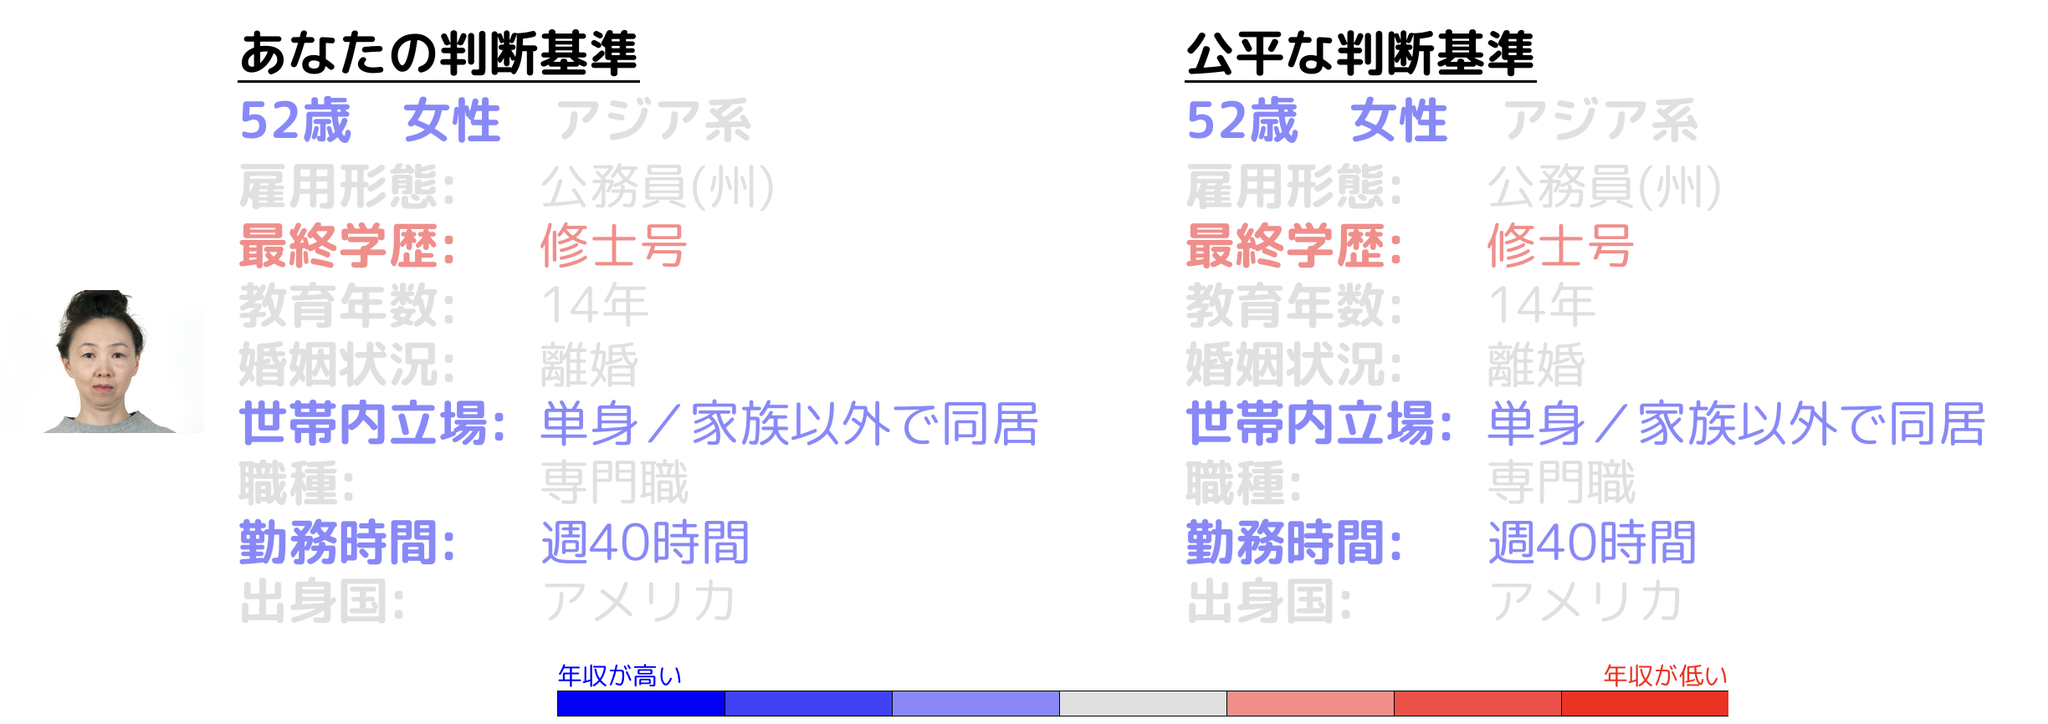 あなたの判断基準
52歳　女性　アジア系
雇用形態: 公務員(州)
最終学歴: 修士号
教育年数: 14年
婚姻状況: 離婚
世帯内立場: 単身／家族以外で同居
職種: 専門職
勤務時間: 週40時間
出身国: アメリカ
公平な判断基準
52歳　女性　アジア系
雇用形態: 公務員(州)
最終学歴: 修士号
教育年数: 14年
婚姻状況: 離婚
世帯内立場: 単身／家族以外で同居
職種: 専門職
勤務時間: 週40時間
出身国: アメリカ
年収が高い
年収が低い